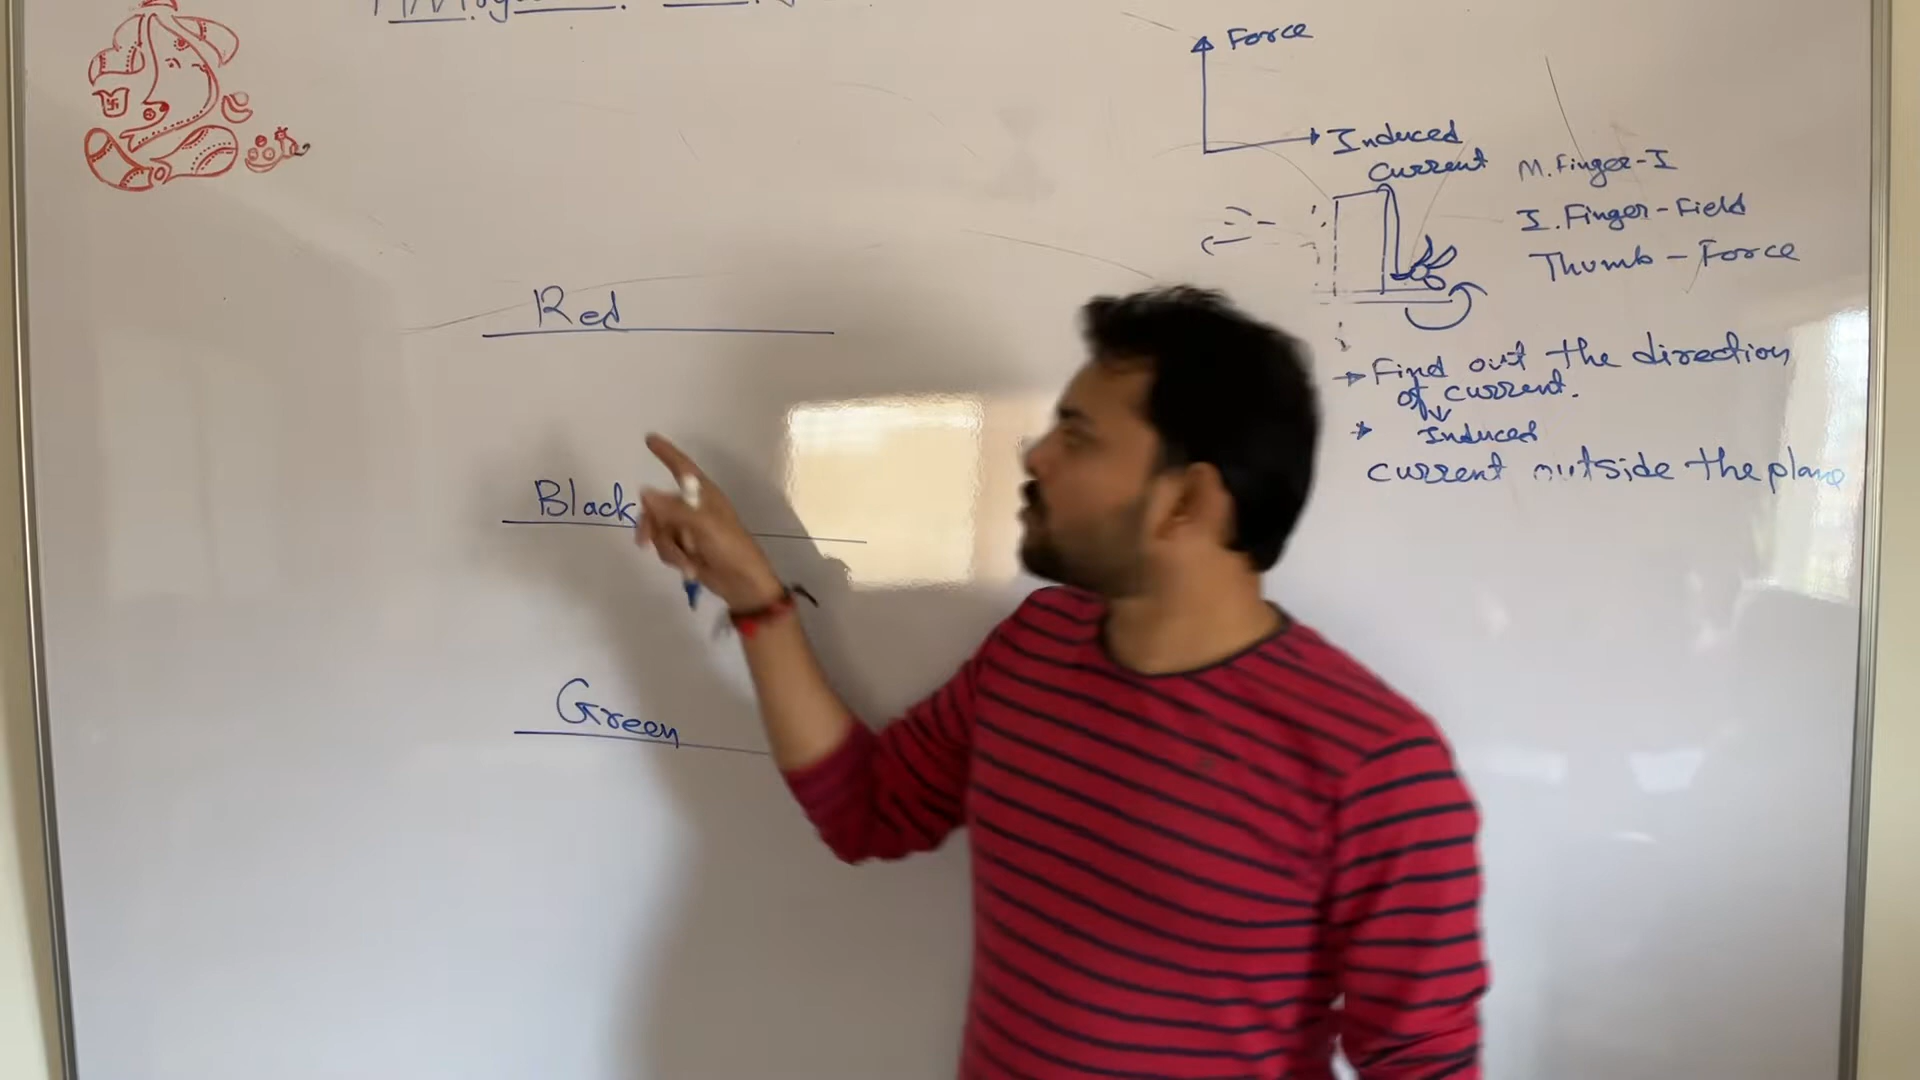 Force
Induced
current
M. Finger-I
I. Finger-Field
Thumb-Force
Red
Find out the direction
of current.
Induced
current outside the plane
Black
Green